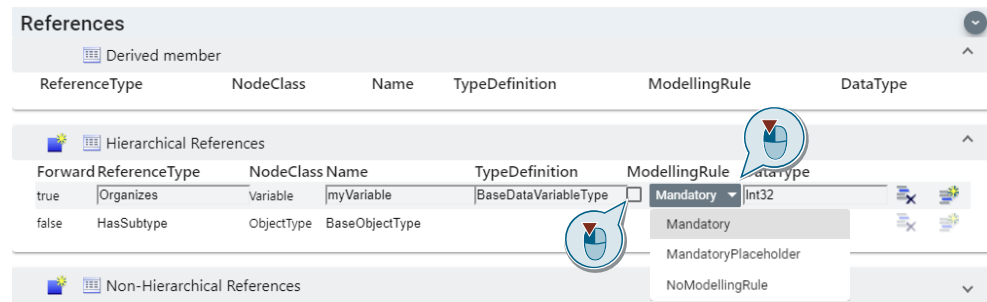 References
Derived member
ReferenceType NodeClass Name TypeDefinition ModellingRule DataType
Hierarchical References
Forward ReferenceType NodeClass Name TypeDefinition ModellingRule
true Organizes Variable myVariable BaseDataVariableType Mandatory Int32
false HasSubtype ObjectType BaseObjectType Mandatory
MandatoryPlaceholder
NoModellingRule
Non-Hierarchical References